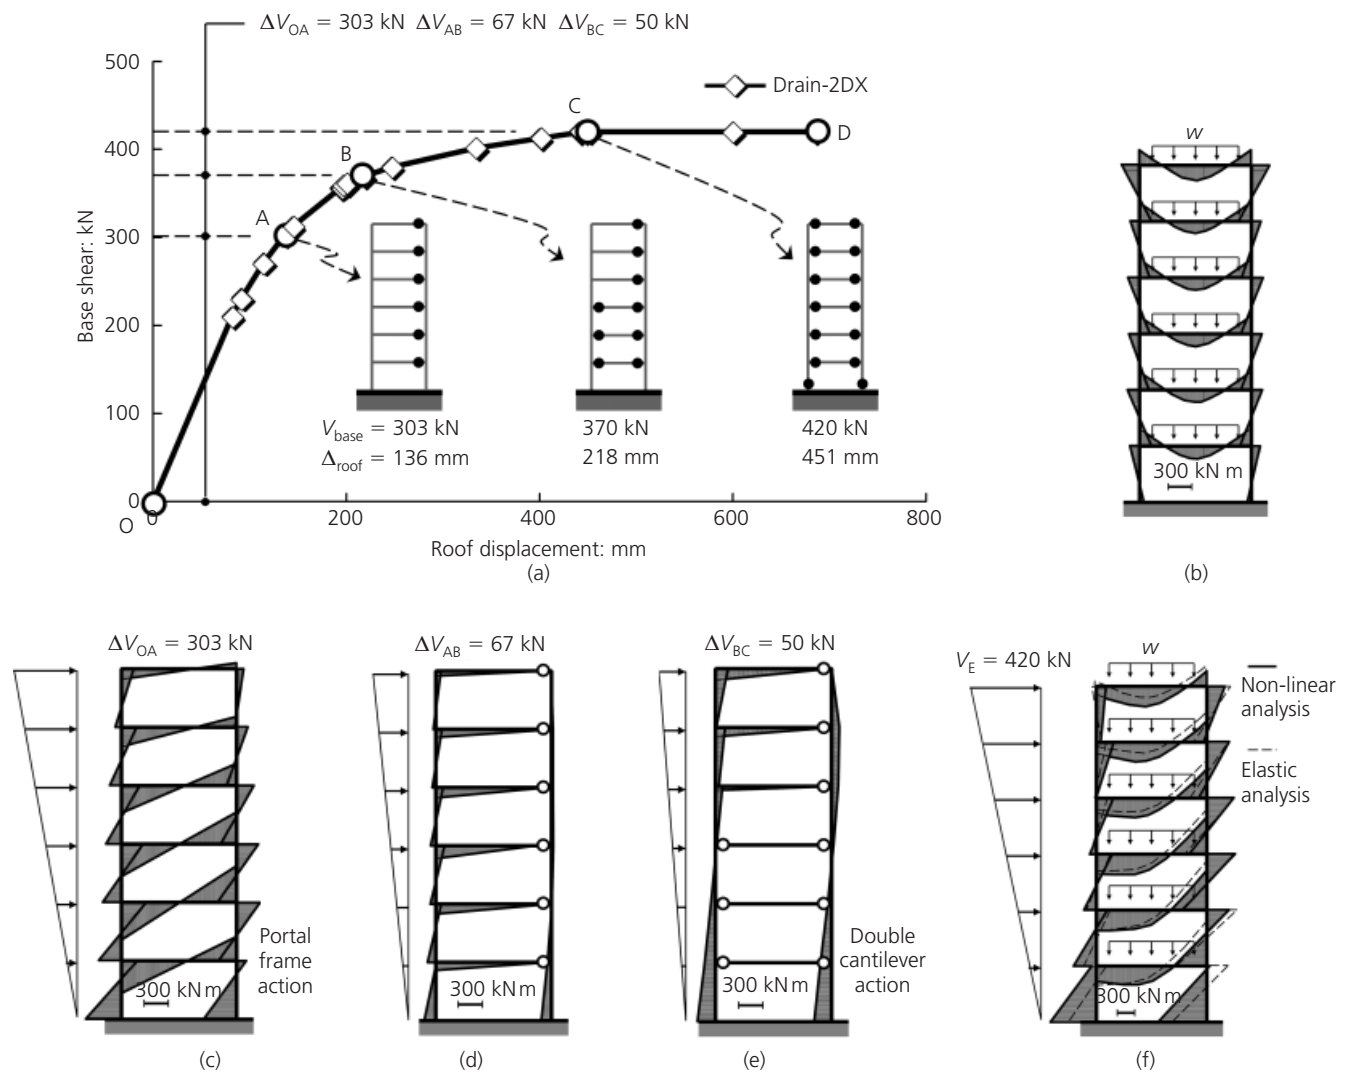 ΔV_OA = 303 kN ΔV_AB = 67 kN ΔV_BC = 50 kN
500
400
300
200
100
0
Base shear: kN
Drain-2DX
A
B
C
D
O
V_base = 303 kN
Δ_roof = 136 mm
370 kN
218 mm
420 kN
451 mm
0
200
400
600
800
Roof displacement: mm
(a)
w
300 kN m
(b)
ΔV_OA = 303 kN
Portal
frame
action
300 kN m
(c)
ΔV_AB = 67 kN
300 kN m
(d)
ΔV_BC = 50 kN
Double
cantilever
action
300 kN m
(e)
V_E = 420 kN
w
Non-linear
analysis
Elastic
analysis
300 kN m
(f)